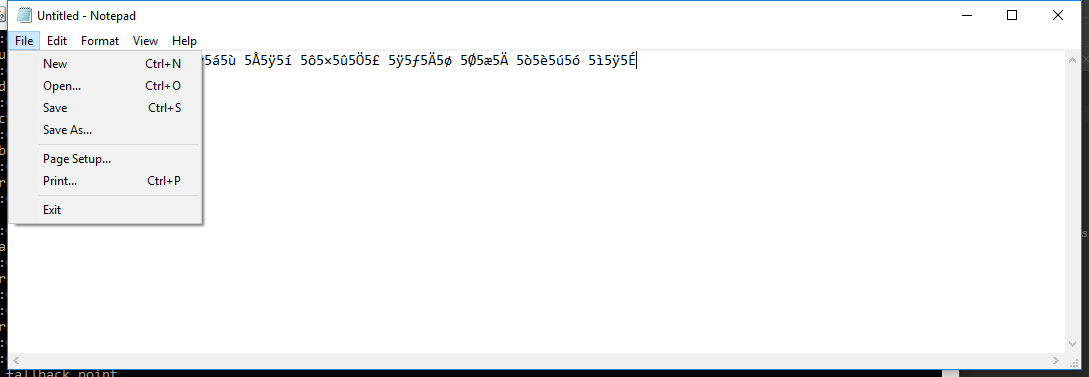 Untitled - Notepad
File Edit Format View Help
5á5ù 5Å5ÿ5í 5ô5×5û5Ö5£ 5ÿ5ƒ5Ä5ø 5Ø5æ5Ä 5ò5è5ú5ó 5ì5ÿ5É
New Ctrl+N
Open... Ctrl+O
Save Ctrl+S
Save As...
Page Setup...
Print... Ctrl+P
Exit
fallback point